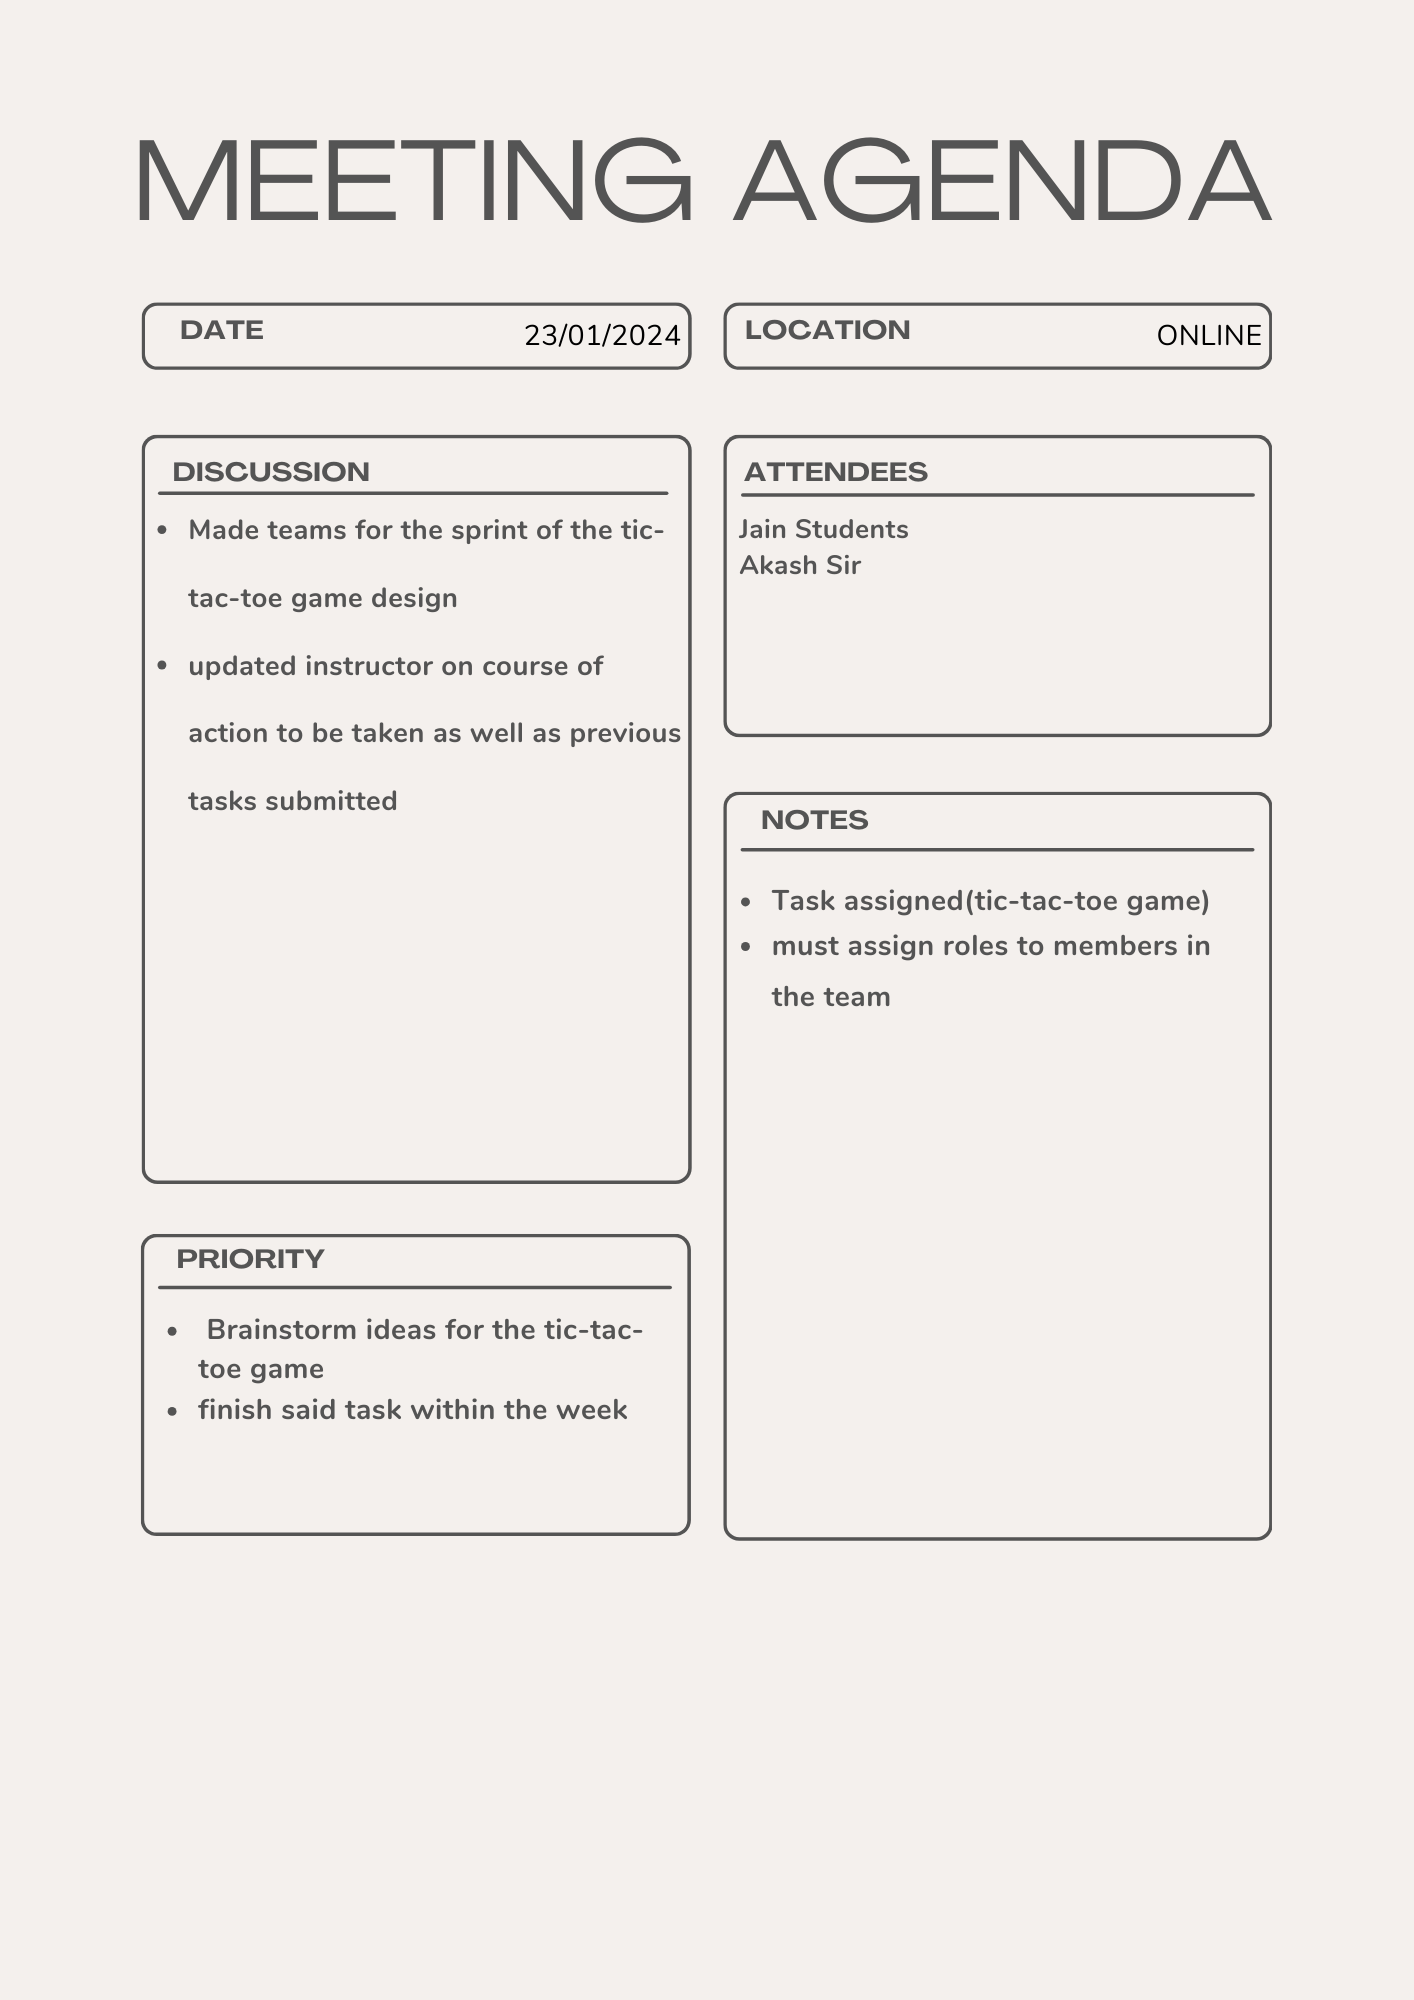 MEETING AGENDA
DATE 23/01/2024
LOCATION ONLINE
DISCUSSION
• Made teams for the sprint of the tic-
tac-toe game design
• updated instructor on course of
action to be taken as well as previous
tasks submitted
ATTENDEES
Jain Students
Akash Sir
NOTES
• Task assigned(tic-tac-toe game)
• must assign roles to members in
the team
PRIORITY
• Brainstorm ideas for the tic-tac-
toe game
• finish said task within the week